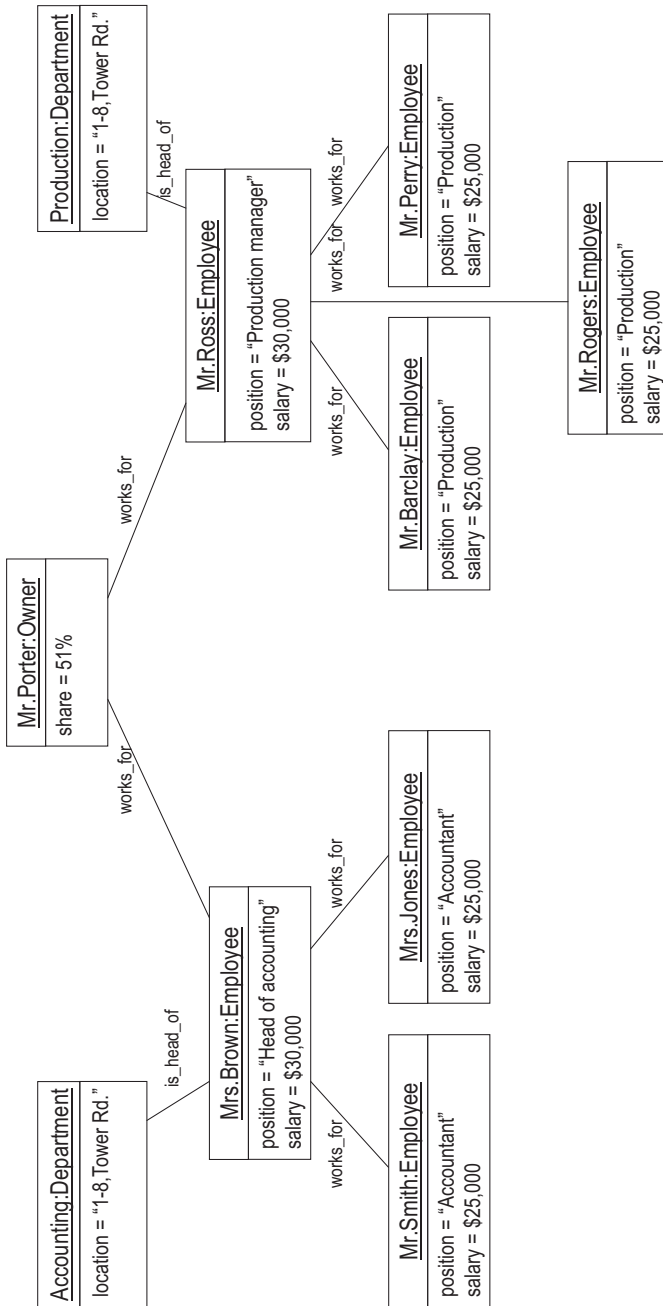 Mr.Porter:Owner
share = 51%
works_for
works_for
Accounting:Department
location = "1-8,Tower Rd."
is_head_of
Production:Department
location = "1-8,Tower Rd."
is_head_of
Mrs.Brown:Employee
position = "Head of accounting"
salary = $30,000
works_for
works_for
Mr.Ross:Employee
position = "Production manager"
salary = $30,000
works_for
works_for
works_for
Mr.Smith:Employee
position = "Accountant"
salary = $25,000
Mrs.Jones:Employee
position = "Accountant"
salary = $25,000
Mr.Barclay:Employee
position = "Production"
salary = $25,000
Mr.Perry:Employee
position = "Production"
salary = $25,000
Mr.Rogers:Employee
position = "Production"
salary = $25,000